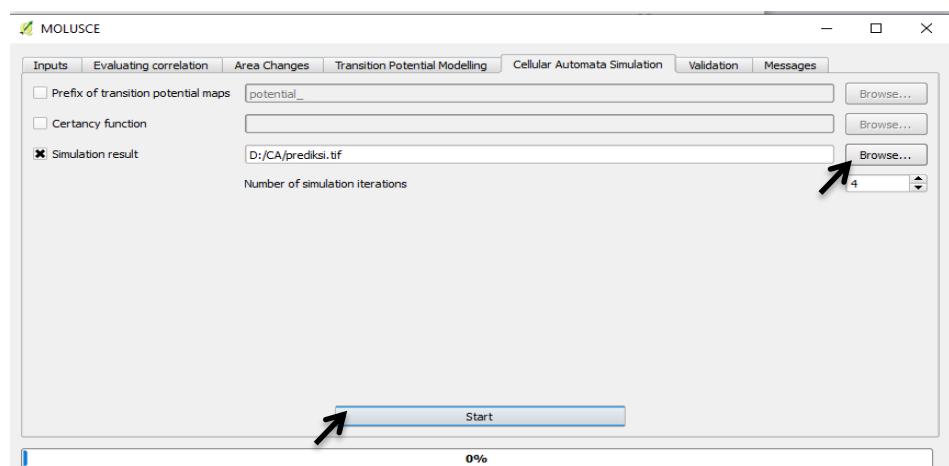 MOLUSCE
Inputs Evaluating correlation Area Changes Transition Potential Modelling Cellular Automata Simulation Validation Messages
Prefix of transition potential maps potential_ Browse...
Certancy function Browse...
Simulation result D:/CA/prediksi.tif Browse...
Number of simulation iterations 4
Start
0%